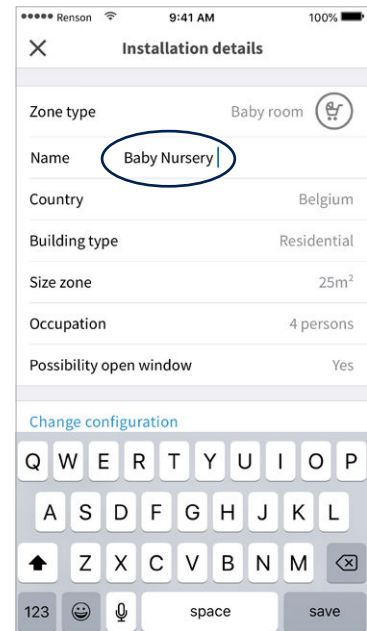 Renson 9:41 AM 100%
Installation details
Zone type Baby room
Name Baby Nursery
Country Belgium
Building type Residential
Size zone 25m²
Occupation 4 persons
Possibility open window Yes
Change configuration
Q W E R T Y U I O P
A S D F G H J K L
Z X C V B N M
123 space save